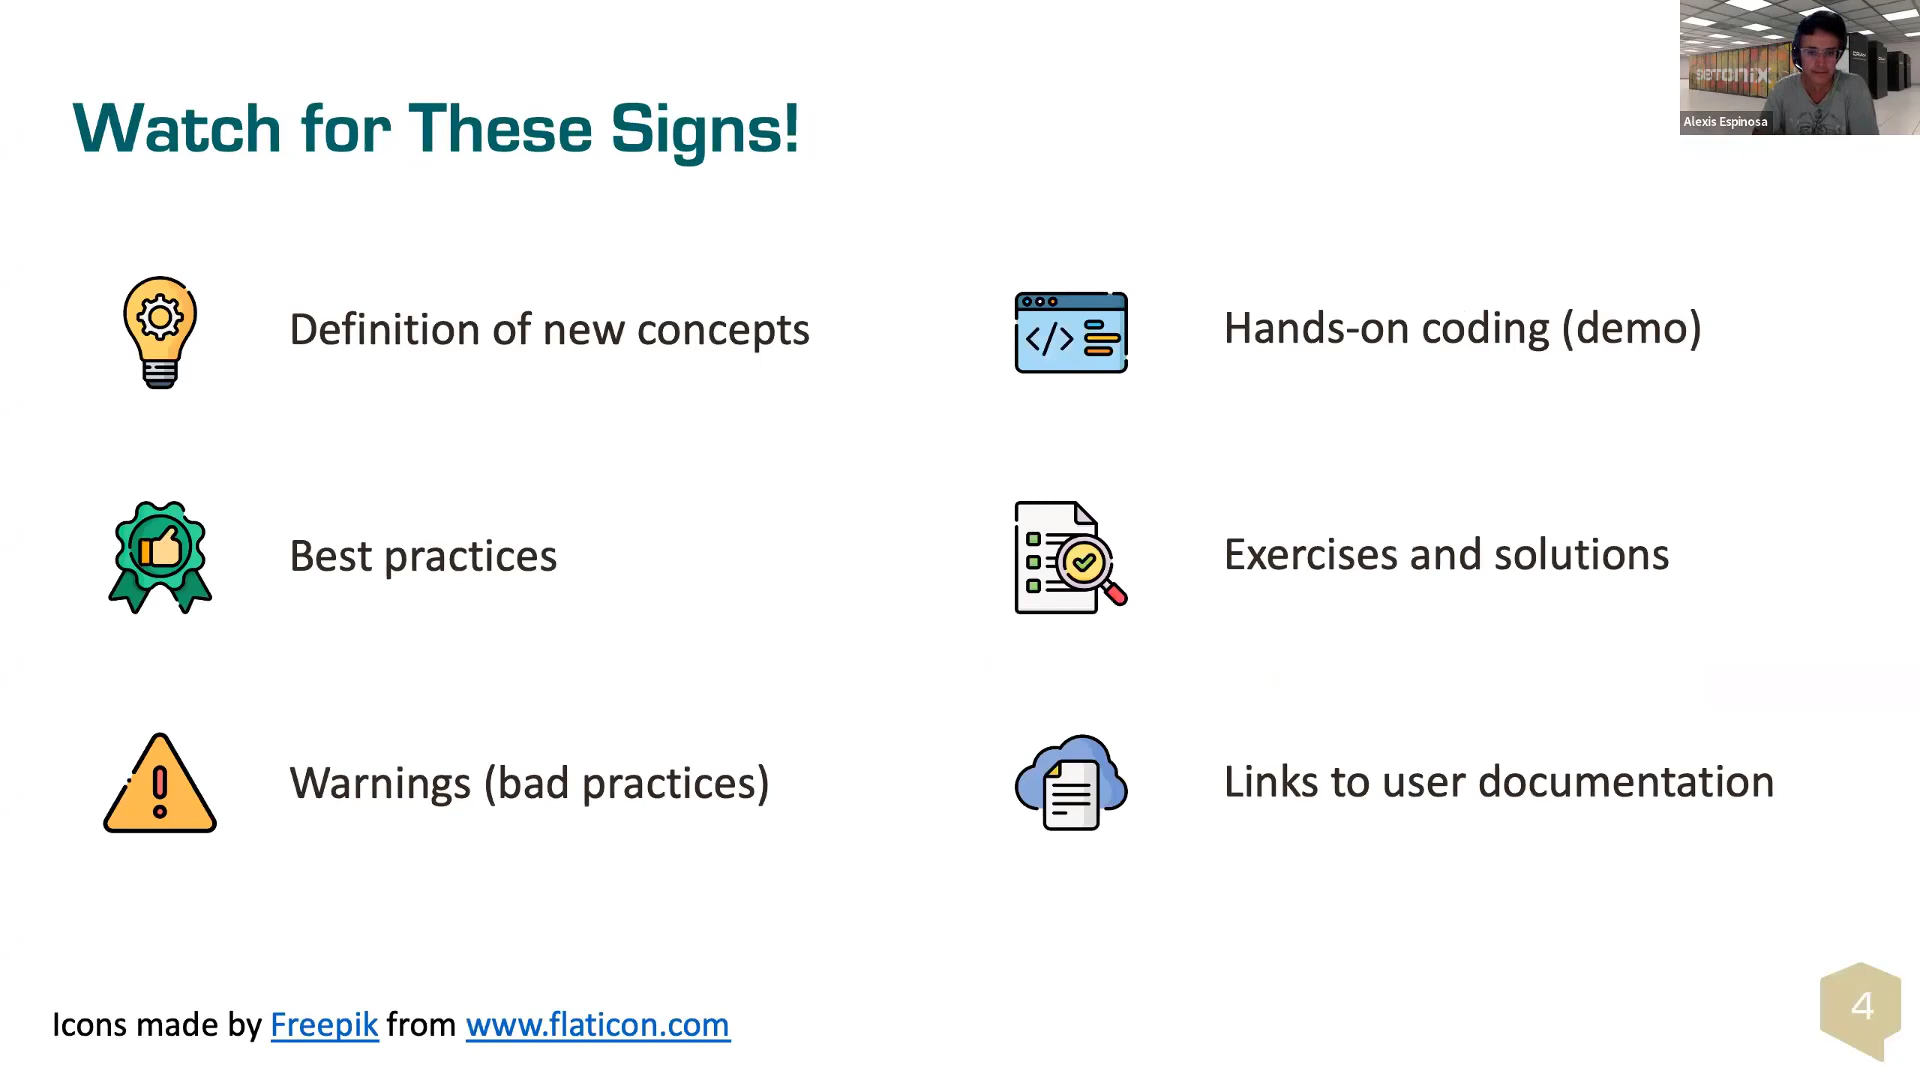 Watch for These Signs!
SETONIX
Alexis Espinosa
Definition of new concepts
</>
Hands-on coding (demo)
Best practices
Exercises and solutions
Warnings (bad practices)
Links to user documentation
Icons made by Freepik from www.flaticon.com
4